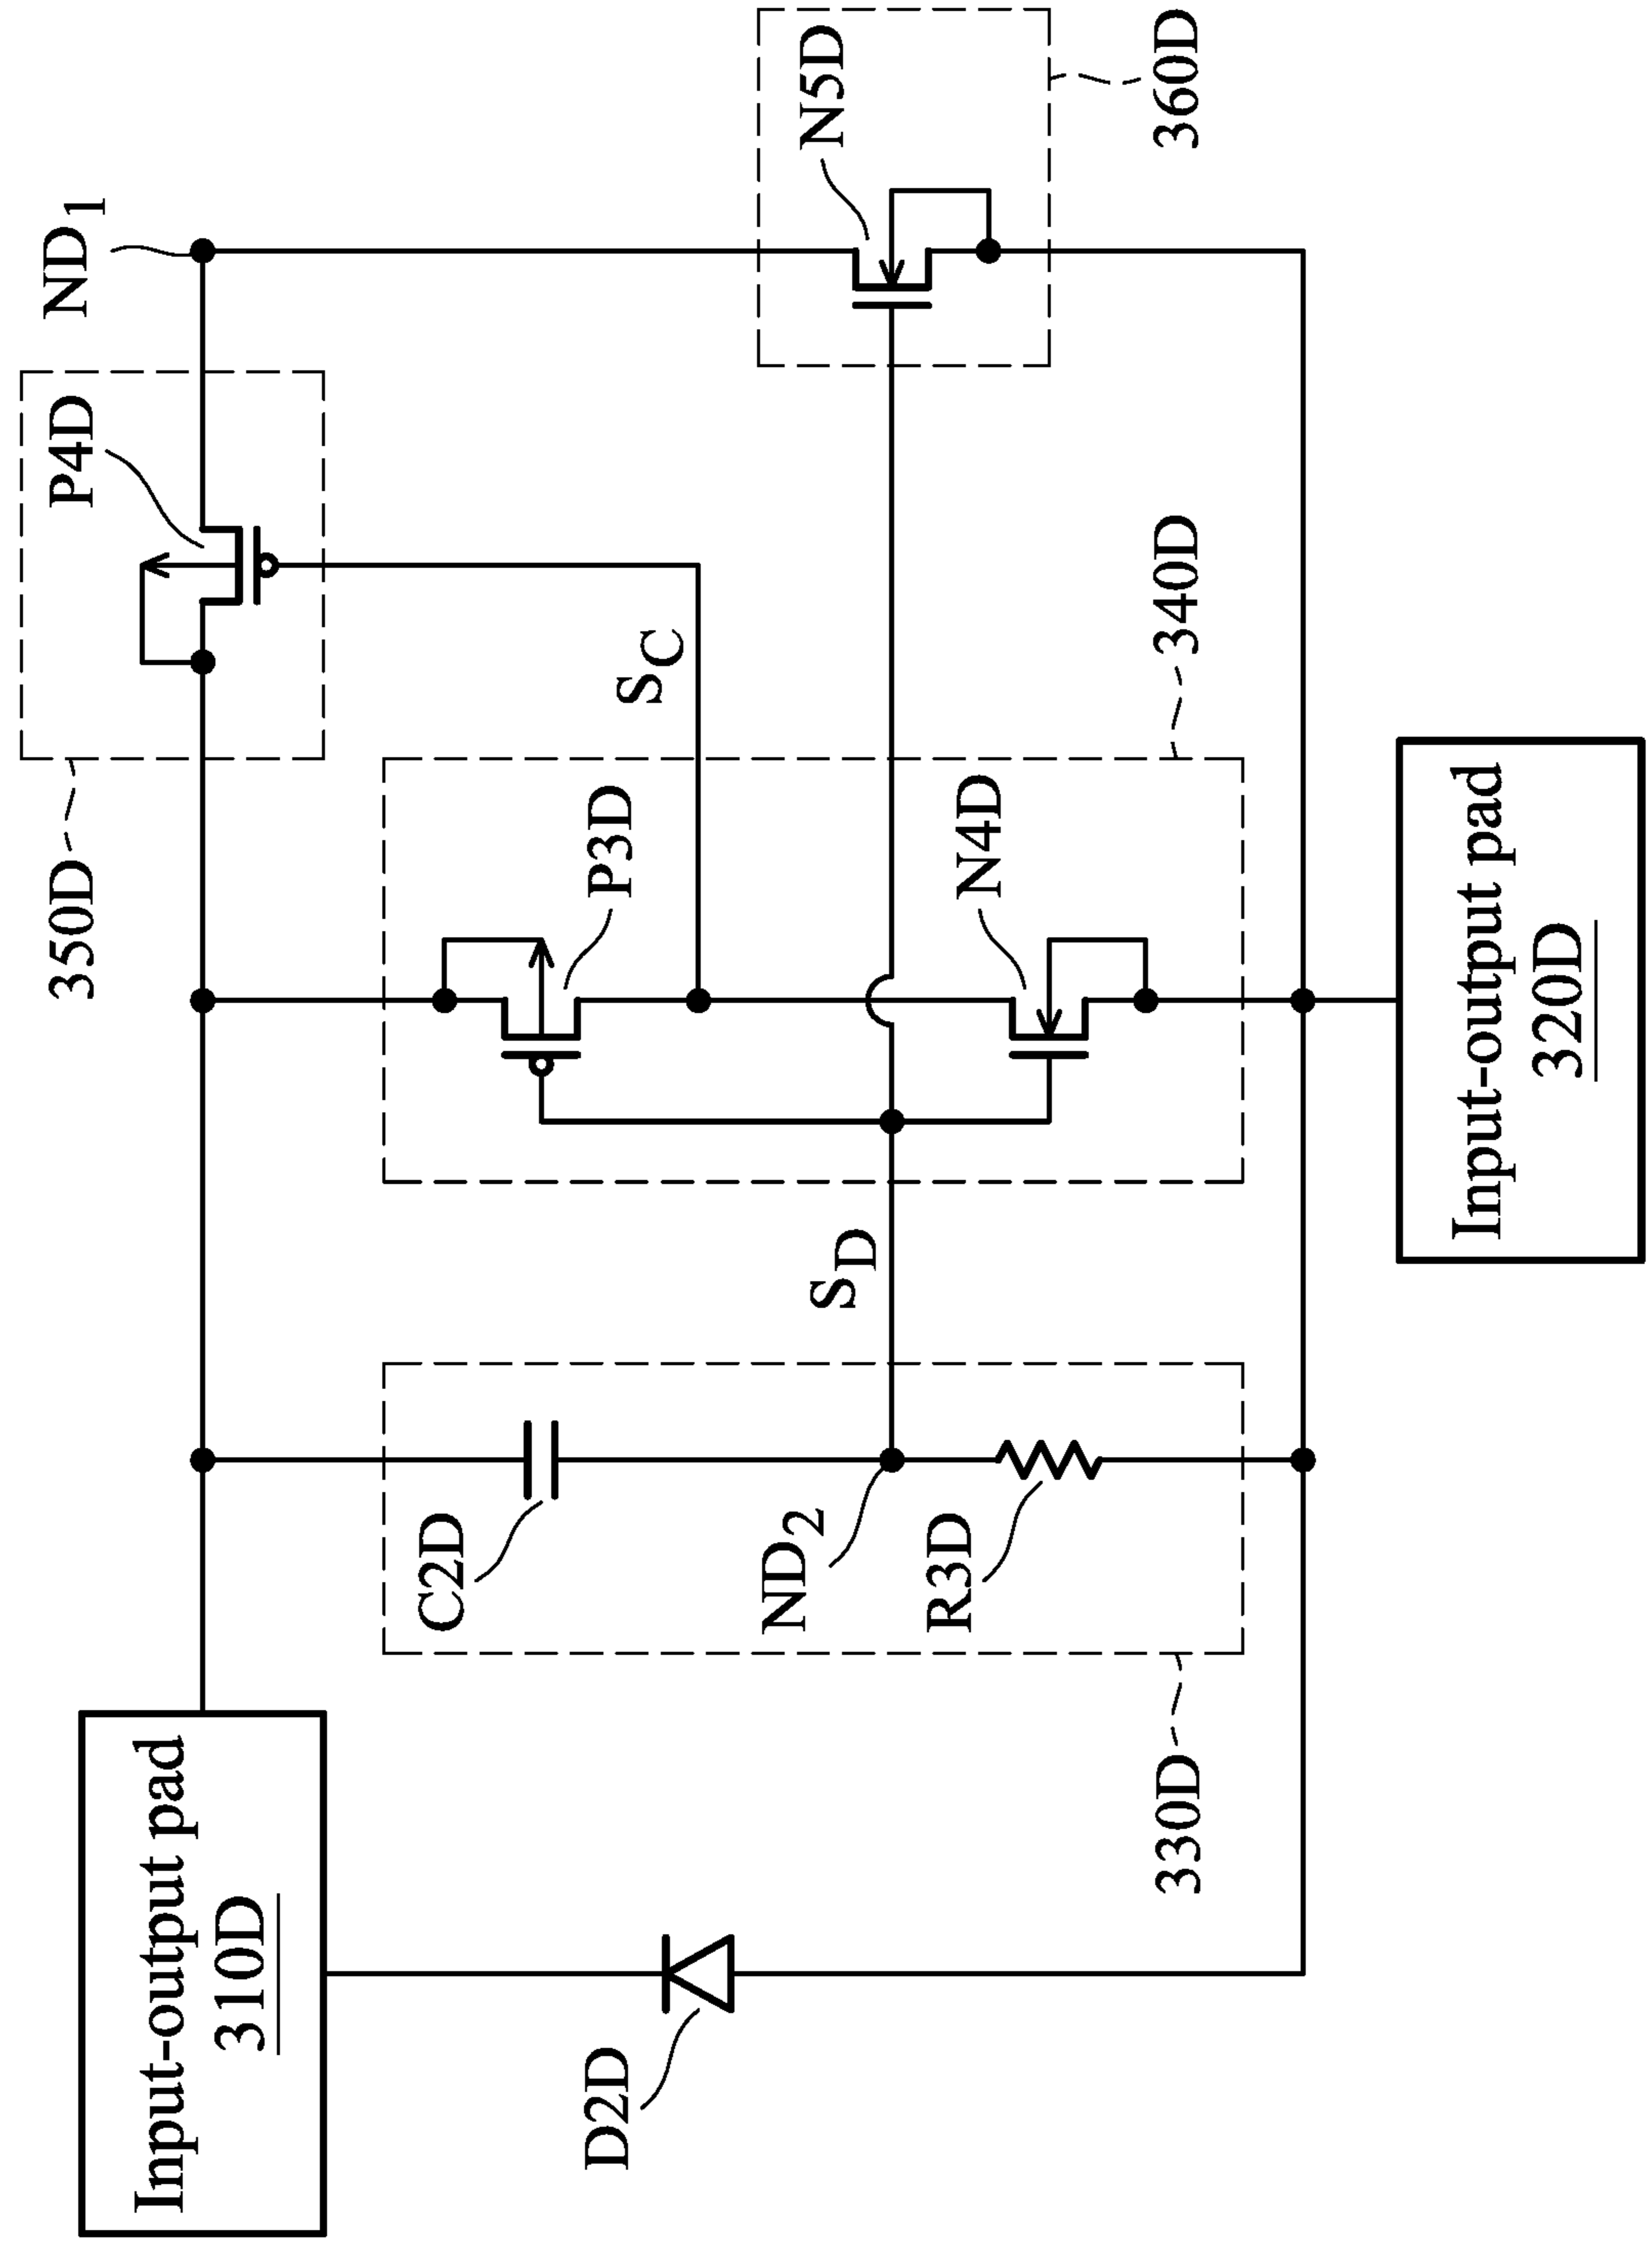 350D
P4D
ND1
Input-output pad
310D
C2D
P3D
SC
N5D
D2D
ND2
SD
R3D
N4D
330D
340D
360D
Input-output pad
320D